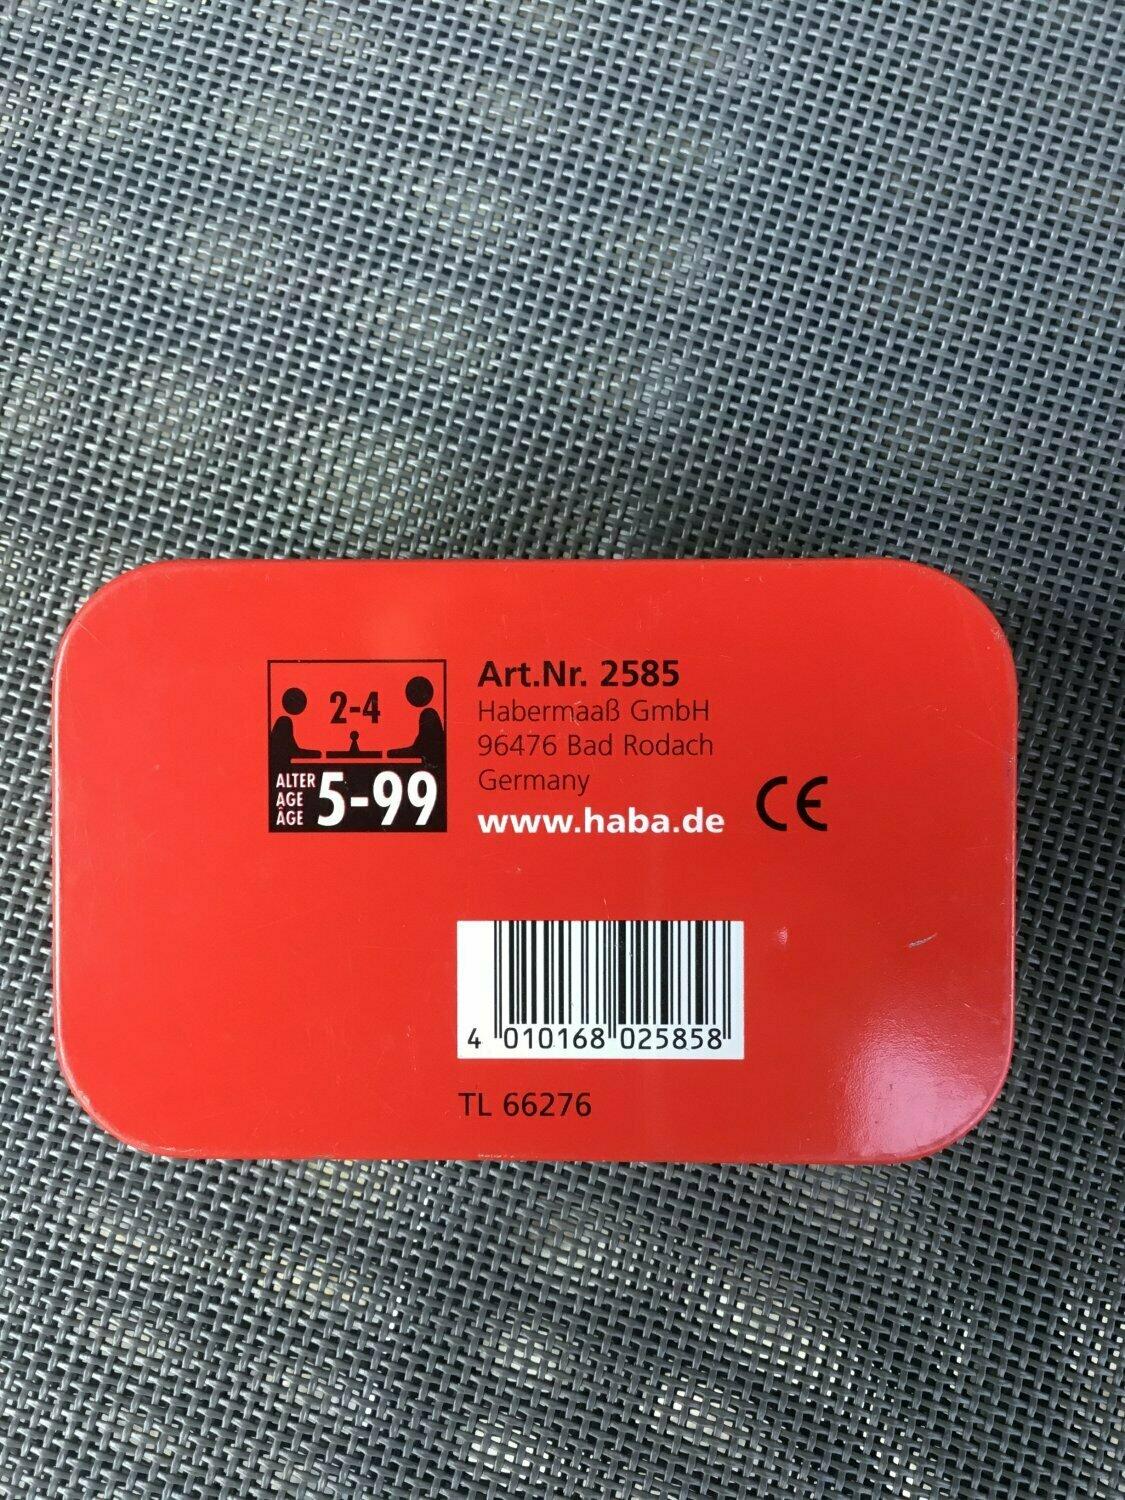 2-4
ALTER
AGE
ÂGE
5-99
Art.Nr. 2585
Habermaaß GmbH
96476 Bad Rodach
Germany
www.haba.de
CE
4 010168 025858
TL 66276